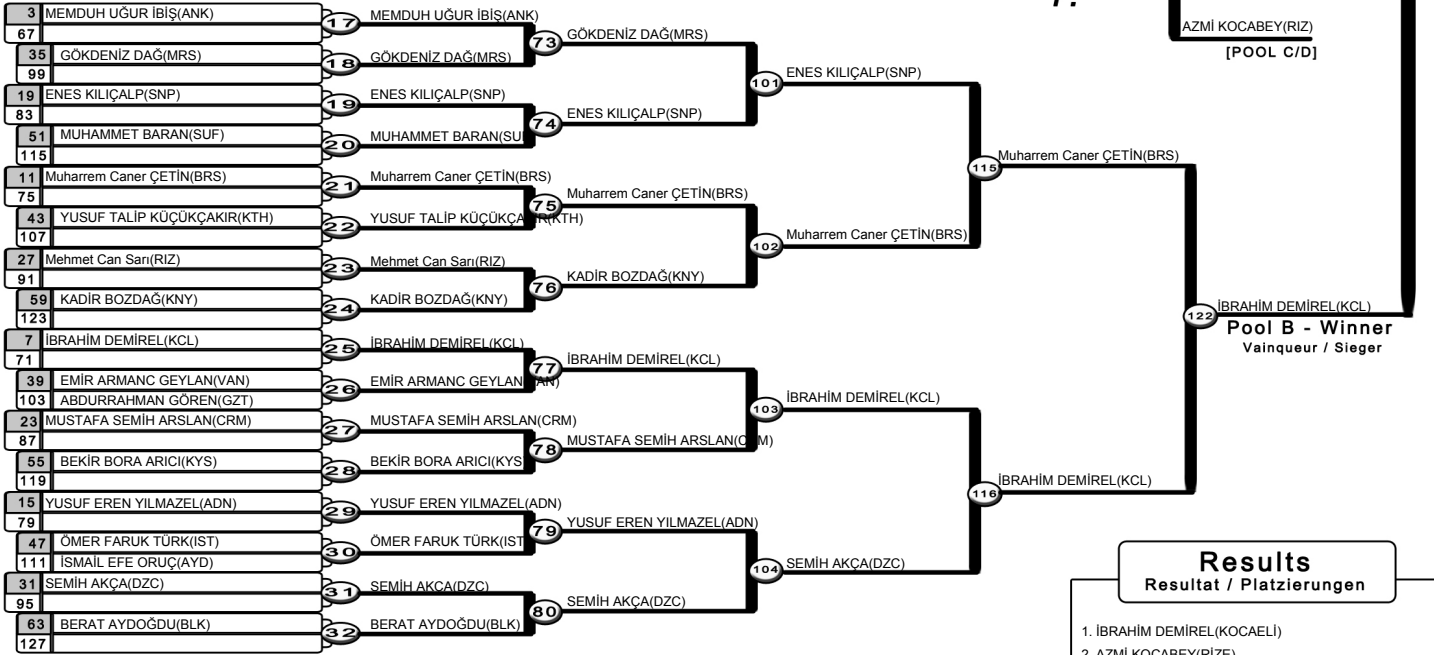 3 MEMDUH UĞUR İBİŞ(ANK)
67
35 GÖKDENİZ DAĞ(MRS)
99
19 ENES KILIÇALP(SNP)
83
51 MUHAMMET BARAN(SUF)
115
11 Muharrem Caner ÇETİN(BRS)
75
43 YUSUF TALİP KÜÇÜKÇAKIR(KTH)
107
27 Mehmet Can Sarı(RIZ)
91
59 KADİR BOZDAĞ(KNY)
123
7 İBRAHİM DEMİREL(KCL)
71
39 EMİR ARMANC GEYLAN(VAN)
103 ABDURRAHMAN GÖREN(GZT)
23 MUSTAFA SEMİH ARSLAN(CRM)
87
55 BEKİR BORA ARICI(KYS)
119
15 YUSUF EREN YILMAZEL(ADN)
79
47 ÖMER FARUK TÜRK(IST)
111 İSMAİL EFE ORUÇ(AYD)
31 SEMİH AKÇA(DZC)
95
63 BERAT AYDOĞDU(BLK)
127
17 MEMDUH UĞUR İBİŞ(ANK)
18 GÖKDENİZ DAĞ(MRS)
19 ENES KILIÇALP(SNP)
20 MUHAMMET BARAN(SU
21 Muharrem Caner ÇETİN(BRS)
22 YUSUF TALİP KÜÇÜKÇAKIR(KTH)
23 Mehmet Can Sarı(RIZ)
24 KADİR BOZDAĞ(KNY)
25 İBRAHİM DEMİREL(KCL)
26 EMİR ARMANC GEYLAN(VAN)
27 MUSTAFA SEMİH ARSLAN(CRM)
28 BEKİR BORA ARICI(KYS
29 YUSUF EREN YILMAZEL(ADN)
30 ÖMER FARUK TÜRK(IST
31 SEMİH AKÇA(DZC)
32 BERAT AYDOĞDU(BLK)
73 GÖKDENİZ DAĞ(MRS)
74 ENES KILIÇALP(SNP)
75 Muharrem Caner ÇETİN(BRS)
76 KADİR BOZDAĞ(KNY)
77 İBRAHİM DEMİREL(KCL)
78 MUSTAFA SEMİH ARSLAN(CRM)
79 YUSUF EREN YILMAZEL(ADN)
80 SEMİH AKÇA(DZC)
101 ENES KILIÇALP(SNP)
102 Muharrem Caner ÇETİN(BRS)
103 İBRAHİM DEMİREL(KCL)
104 SEMİH AKÇA(DZC)
115 Muharrem Caner ÇETİN(BRS)
116 İBRAHİM DEMİREL(KCL)
122 İBRAHİM DEMİREL(KCL)
Pool B - Winner
Vainqueur / Sieger
AZMİ KOCABEY(RIZ)
[POOL C/D]
Results
Resultat / Platzierungen
1. İBRAHİM DEMİREL(KOCAELİ)
2. AZMİ KOCABEY(RİZE)